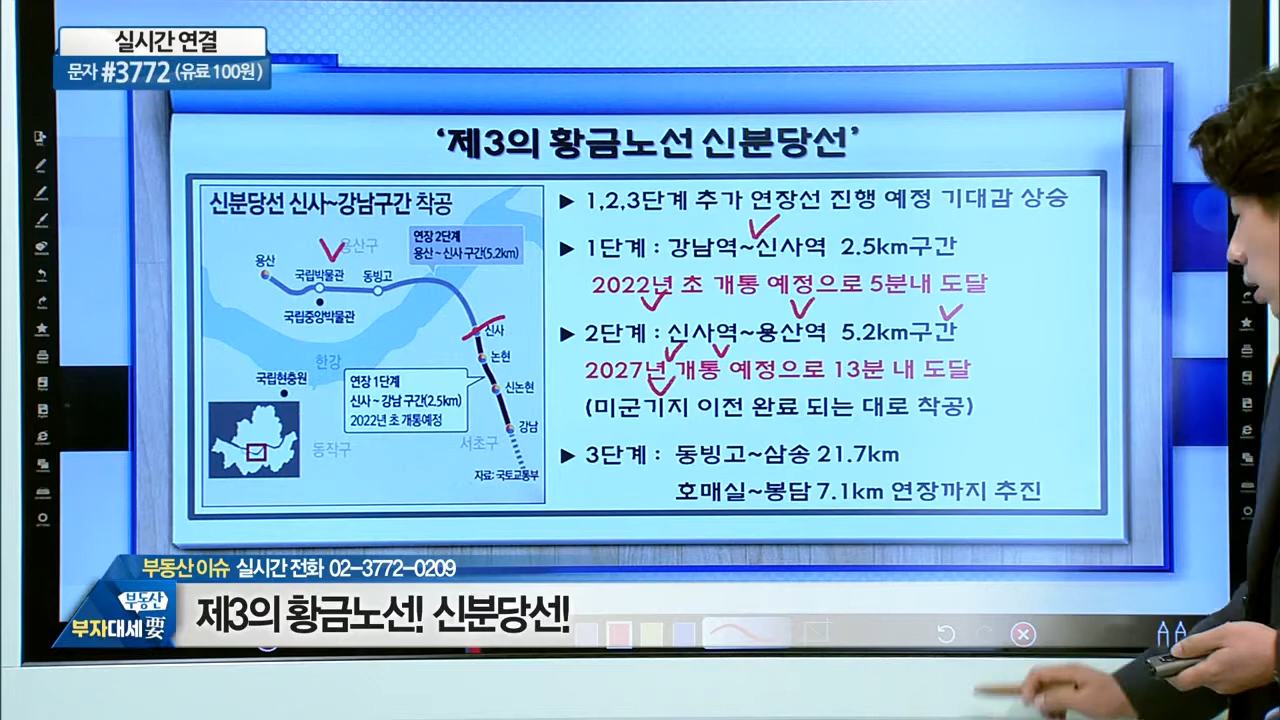 실시간 연결
문자 #3772 (유료 100원)
‘제3의 황금노선 신분당선’
신분당선 신사~강남구간 착공
용산구
연장 2단계
용산 ~ 신사 구간(5.2km)
용산
국립박물관
동빙고
국립중앙박물관
신사
한강
논현
국립현충원
연장 1단계
신사 ~ 강남 구간(2.5km)
2022년 초 개통예정
신논현
강남
동작구
서초구
자료: 국토교통부
▶ 1,2,3단계 추가 연장선 진행 예정 기대감 상승
▶ 1단계 : 강남역~신사역 2.5km구간
2022년 초 개통 예정으로 5분내 도달
▶ 2단계 : 신사역~용산역 5.2km구간
2027년 개통 예정으로 13분 내 도달
(미군기지 이전 완료 되는 대로 착공)
▶ 3단계 : 동빙고~삼송 21.7km
호매실~봉담 7.1km 연장까지 추진
부동산 이슈 실시간 전화 02-3772-0209
부동산
부자대세 要
제3의 황금노선! 신분당선!